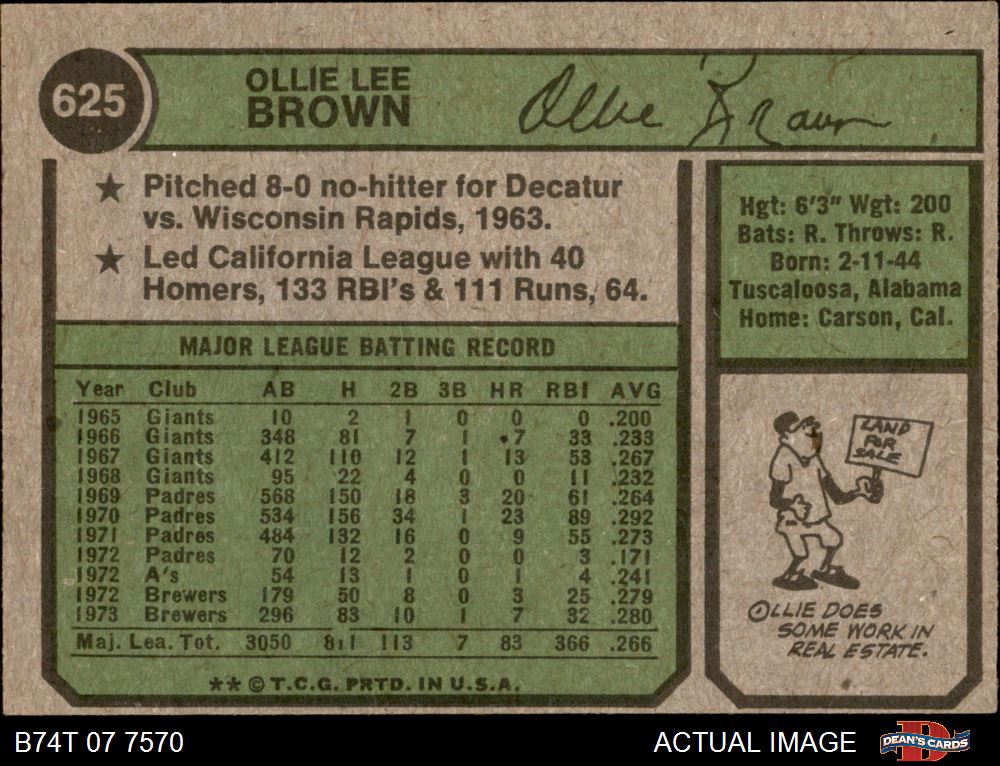 625
OLLIE LEE
BROWN
Ollie Brown
★ Pitched 8-0 no-hitter for Decatur
vs. Wisconsin Rapids, 1963.
★ Led California League with 40
Homers, 133 RBI's & 111 Runs, 64.
Hgt: 6'3" Wgt: 200
Bats: R. Throws: R.
Born: 2-11-44
Tuscaloosa, Alabama
Home: Carson, Cal.
MAJOR LEAGUE BATTING RECORD
Year Club AB H 2B 3B HR RBI AVG
1965 Giants 10 2 1 0 0 0 .200
1966 Giants 348 81 7 1 7 33 .233
1967 Giants 412 110 12 1 13 53 .267
1968 Giants 95 22 4 0 0 11 .232
1969 Padres 568 150 18 3 20 61 .264
1970 Padres 534 156 34 1 23 89 .292
1971 Padres 484 132 16 0 9 55 .273
1972 Padres 70 12 2 0 0 3 .171
1972 A's 54 13 1 0 1 4 .241
1972 Brewers 179 50 8 0 3 25 .279
1973 Brewers 296 83 10 1 7 32 .280
Maj. Lea. Tot. 3050 811 113 7 83 366 .266
**© T.C.G. PRTD. IN U.S.A.
LAND
FOR
SALE
OLLIE DOES
SOME WORK IN
REAL ESTATE.
B74T 07 7570
ACTUAL IMAGE
D
DEAN'S CARDS